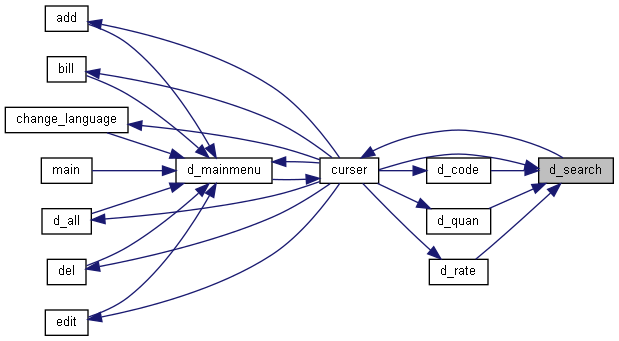 add
bill
change_language
main
d_mainmenu
curser
d_code
d_search
d_all
d_quan
del
d_rate
edit